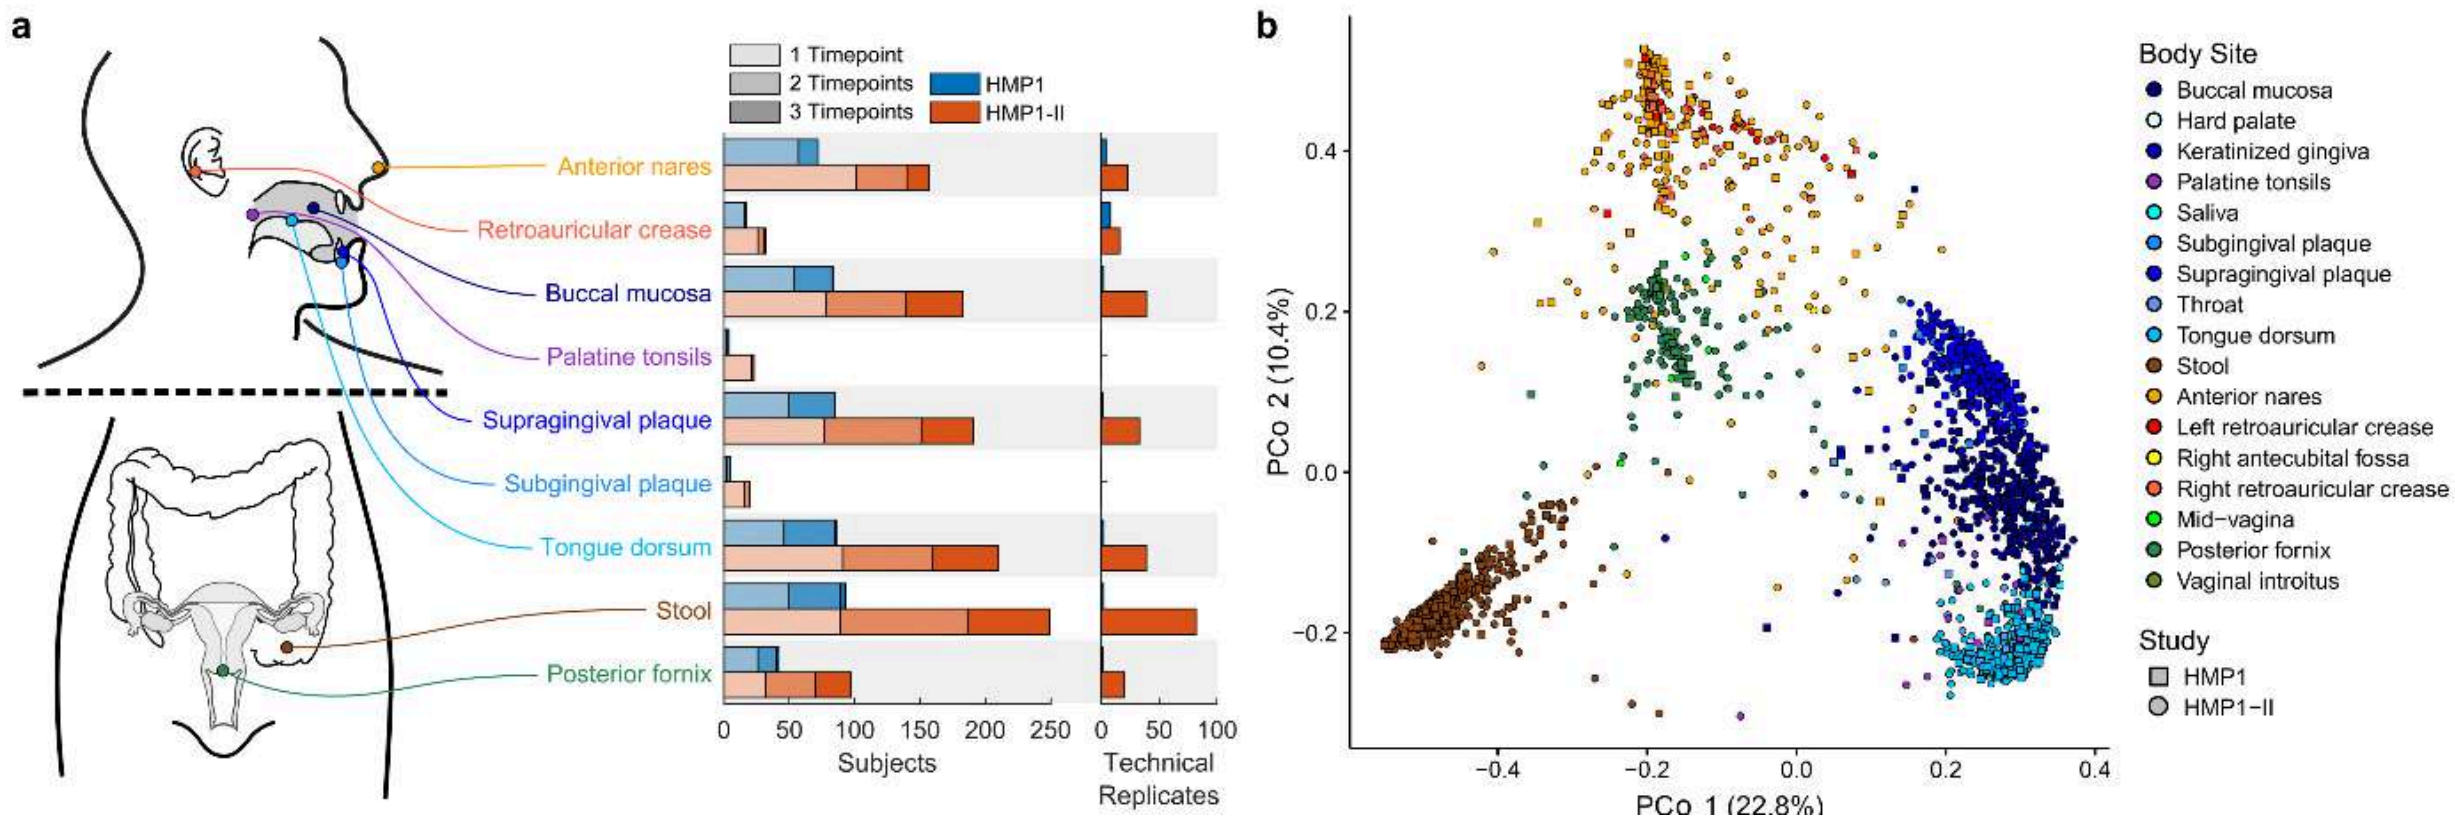 a
1 Timepoint
2 Timepoints
3 Timepoints
HMP1
HMP1-II
Anterior nares
Retroauricular crease
Buccal mucosa
Palatine tonsils
Supragingival plaque
Subgingival plaque
Tongue dorsum
Stool
Posterior fornix
0 50 100 150 200 250
Subjects
0 50 100
Technical
Replicates
b
0.4
0.2
0.0
−0.2
PCo 2 (10.4%)
−0.4 −0.2 0.0 0.2 0.4
PCo 1 (22.8%)
Body Site
Buccal mucosa
Hard palate
Keratinized gingiva
Palatine tonsils
Saliva
Subgingival plaque
Supragingival plaque
Throat
Tongue dorsum
Stool
Anterior nares
Left retroauricular crease
Right antecubital fossa
Right retroauricular crease
Mid−vagina
Posterior fornix
Vaginal introitus
Study
HMP1
HMP1−II